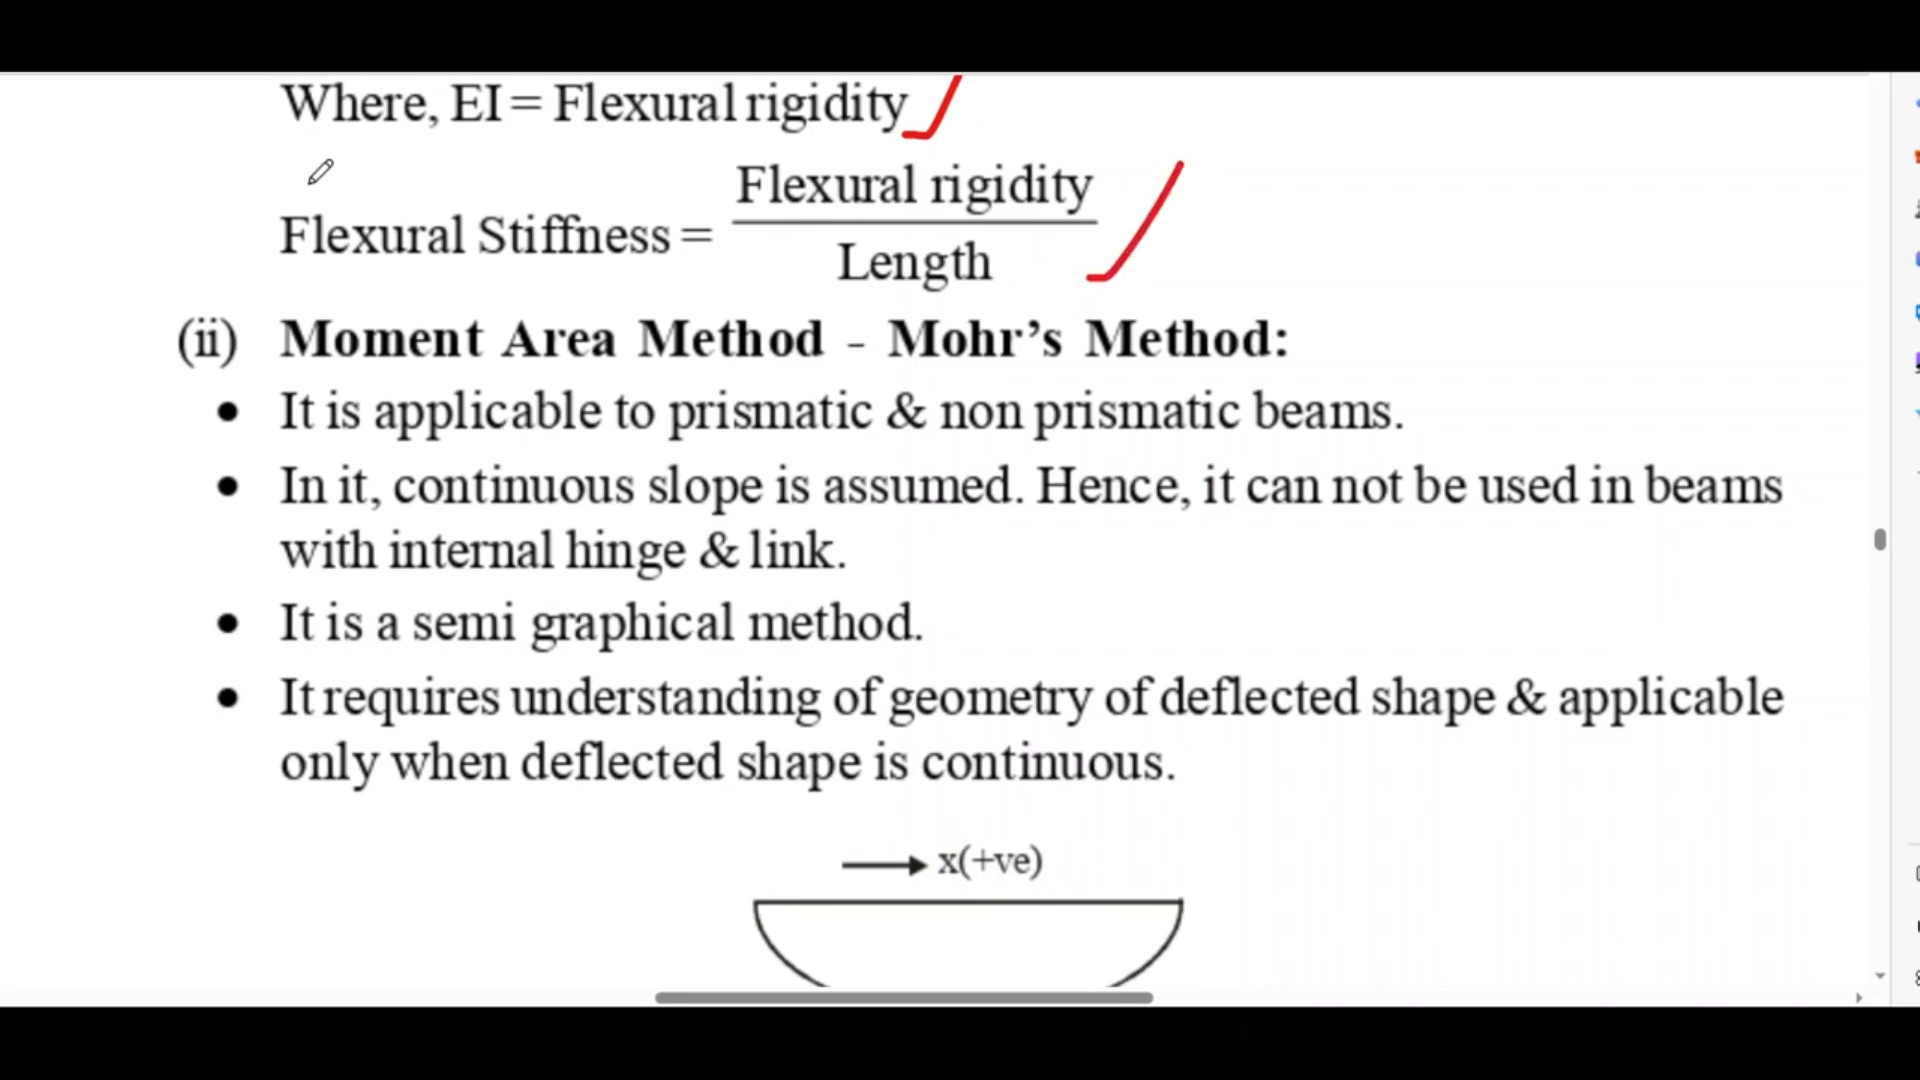 Where, EI = Flexural rigidity
Flexural Stiffness = Flexural rigidity
Length
(ii) Moment Area Method - Mohr's Method:
● It is applicable to prismatic & non prismatic beams.
● In it, continuous slope is assumed. Hence, it can not be used in beams
with internal hinge & link.
● It is a semi graphical method.
● It requires understanding of geometry of deflected shape & applicable
only when deflected shape is continuous.
x(+ve)